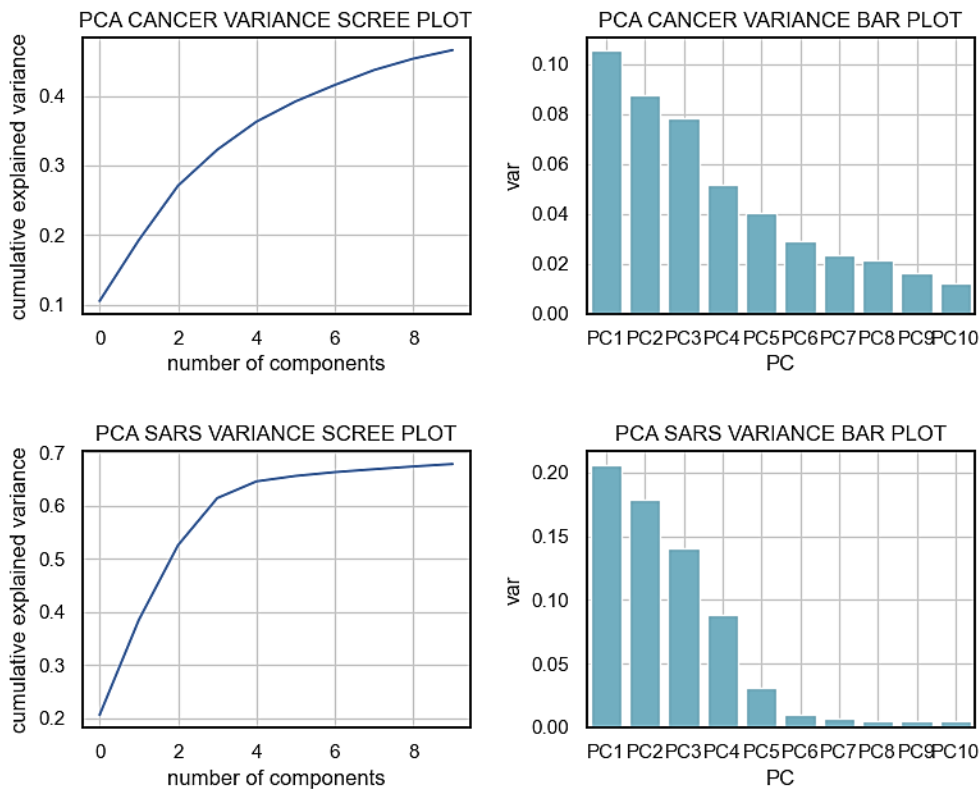 PCA CANCER VARIANCE SCREE PLOT
cumulative explained variance
0.4
0.3
0.2
0.1
0 2 4 6 8
number of components
PCA CANCER VARIANCE BAR PLOT
var
0.10
0.08
0.06
0.04
0.02
0.00
PC1 PC2 PC3 PC4 PC5 PC6 PC7 PC8 PC9 PC10
PC
PCA SARS VARIANCE SCREE PLOT
cumulative explained variance
0.7
0.6
0.5
0.4
0.3
0.2
0 2 4 6 8
number of components
PCA SARS VARIANCE BAR PLOT
var
0.20
0.15
0.10
0.05
0.00
PC1 PC2 PC3 PC4 PC5 PC6 PC7 PC8 PC9 PC10
PC